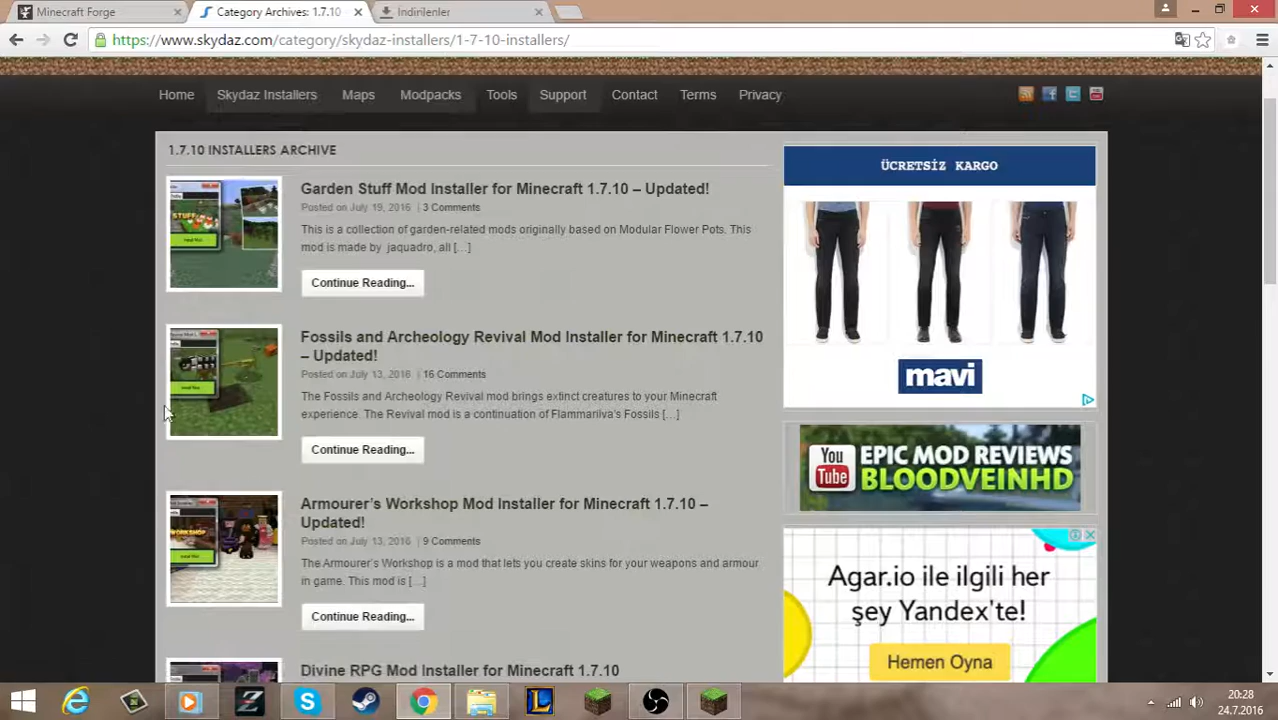 Minecraft Forge
Category Archives: 1.7.10
İndirilenler
https://www.skydaz.com/category/skydaz-installers/1-7-10-installers/
Home
Skydaz Installers
Maps
Modpacks
Tools
Support
Contact
Terms
Privacy
1.7.10 INSTALLERS ARCHIVE
Garden Stuff Mod Installer for Minecraft 1.7.10 – Updated!
Posted on July 19, 2016 | 3 Comments
This is a collection of garden-related mods originally based on Modular Flower Pots. This
mod is made by jaquadro, all […]
Continue Reading...
Fossils and Archeology Revival Mod Installer for Minecraft 1.7.10
– Updated!
Posted on July 13, 2016 | 16 Comments
The Fossils and Archeology Revival mod brings extinct creatures to your Minecraft
experience. The Revival mod is a continuation of Flammarilva's Fossils […]
Continue Reading...
Armourer's Workshop Mod Installer for Minecraft 1.7.10 –
Updated!
Posted on July 13, 2016 | 9 Comments
The Armourer's Workshop is a mod that lets you create skins for your weapons and armour
in game. This mod is […]
Continue Reading...
Divine RPG Mod Installer for Minecraft 1.7.10
ÜCRETSİZ KARGO
mavi
You
Tube
EPIC MOD REVIEWS
BLOODVEINHD
Agar.io ile ilgili her
şey Yandex'te!
Hemen Oyna
20:28
24.7.2016